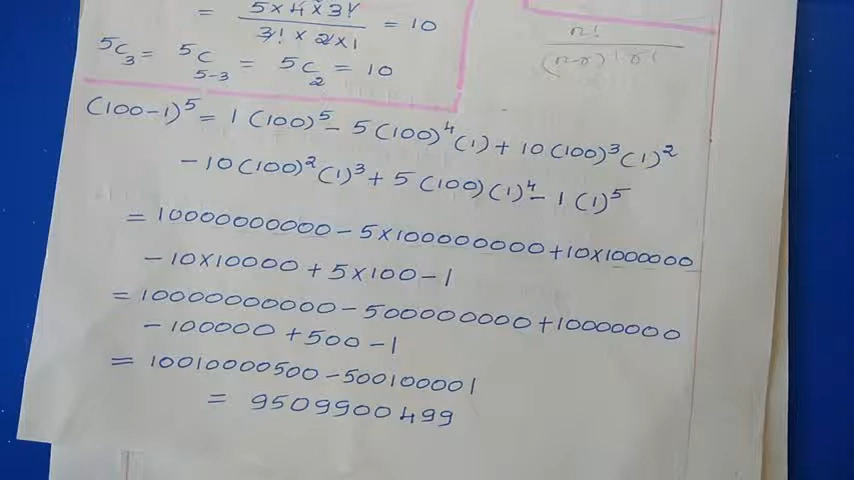 = 5×4×3! / 3! × 2×1 = 10
n! / (n-r)! r!
5C3 = 5C5-3 = 5C2 = 10
(100-1)^5 = 1(100)^5 - 5(100)^4(1) + 10(100)^3(1)^2
- 10(100)^2(1)^3 + 5(100)(1)^4 - 1(1)^5
= 10000000000 - 5×100000000 + 10×1000000
- 10×10000 + 5×100 - 1
= 10000000000 - 500000000 + 10000000
- 100000 + 500 - 1
= 10010000500 - 500100001
= 9509900499